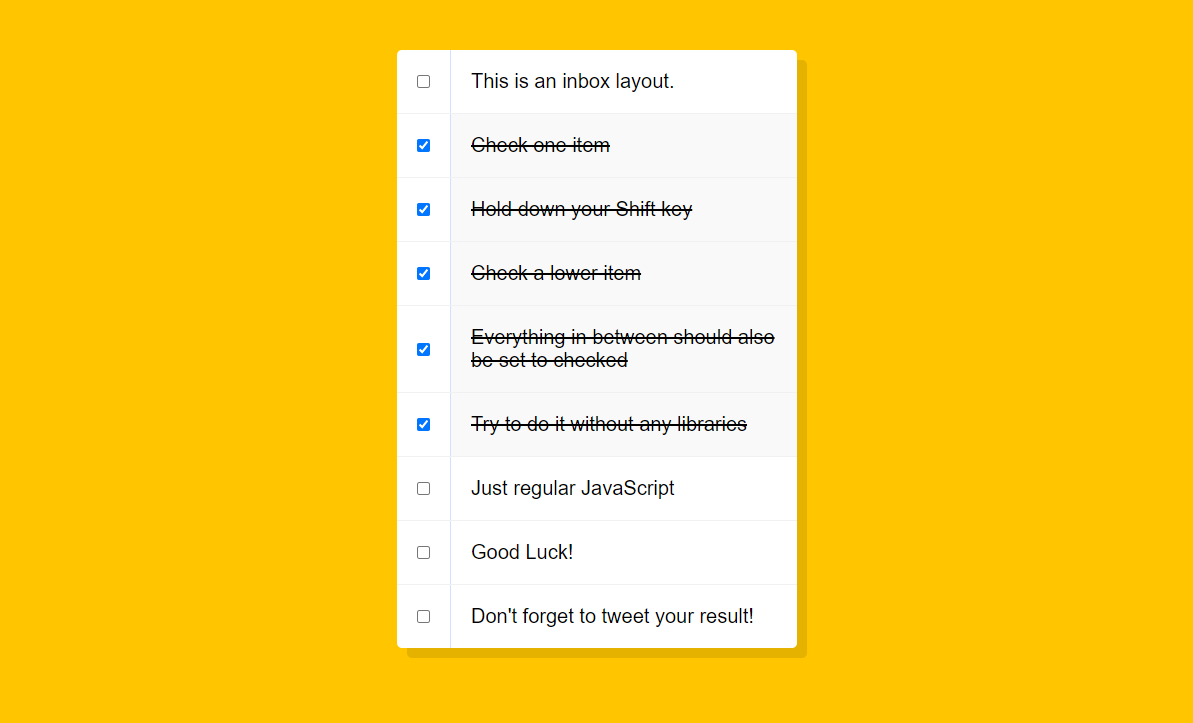 This is an inbox layout.
Check one item
Hold down your Shift key
Check a lower item
Everything in between should also
be set to checked
Try to do it without any libraries
Just regular JavaScript
Good Luck!
Don't forget to tweet your result!